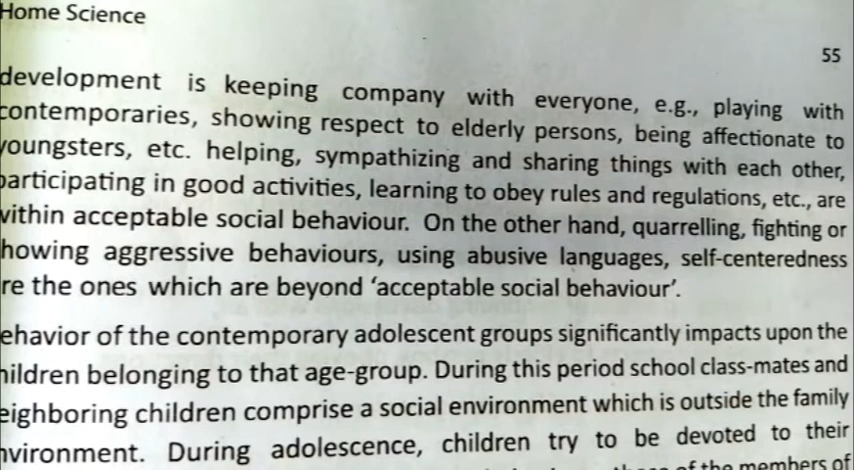 Home Science
55
development is keeping company with everyone, e.g., playing with
contemporaries, showing respect to elderly persons, being affectionate to
youngsters, etc. helping, sympathizing and sharing things with each other,
participating in good activities, learning to obey rules and regulations, etc., are
within acceptable social behaviour. On the other hand, quarrelling, fighting or
howing aggressive behaviours, using abusive languages, self-centeredness
re the ones which are beyond ‘acceptable social behaviour’.
ehavior of the contemporary adolescent groups significantly impacts upon the
hildren belonging to that age-group. During this period school class-mates and
eighboring children comprise a social environment which is outside the family
nvironment. During adolescence, children try to be devoted to their
of the members of